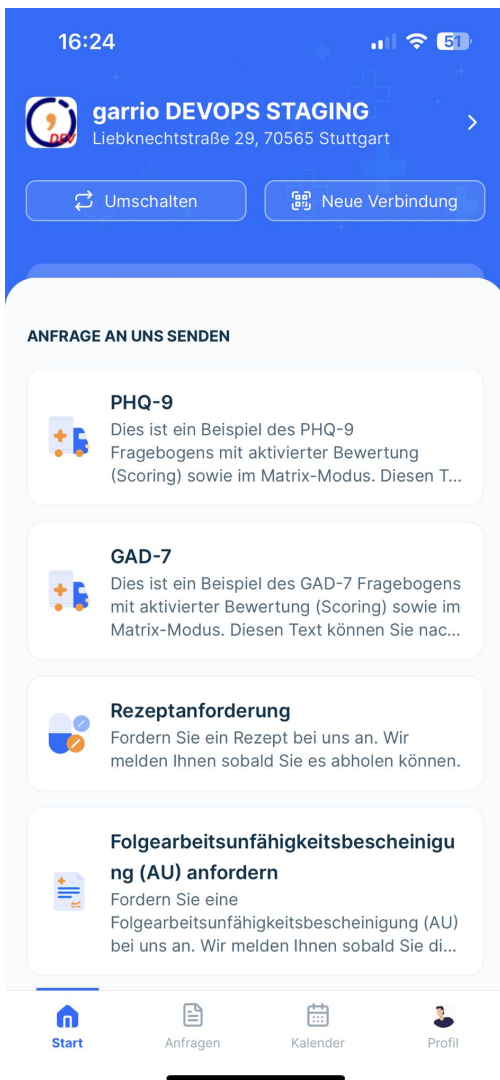 16:24
51
DEV
garrio DEVOPS STAGING
Liebknechtstraße 29, 70565 Stuttgart
Umschalten
Neue Verbindung
ANFRAGE AN UNS SENDEN
PHQ-9
Dies ist ein Beispiel des PHQ-9
Fragebogens mit aktivierter Bewertung
(Scoring) sowie im Matrix-Modus. Diesen T...
GAD-7
Dies ist ein Beispiel des GAD-7 Fragebogens
mit aktivierter Bewertung (Scoring) sowie im
Matrix-Modus. Diesen Text können Sie nac...
Rezeptanforderung
Fordern Sie ein Rezept bei uns an. Wir
melden Ihnen sobald Sie es abholen können.
Folgearbeitsunfähigkeitsbescheinigu
ng (AU) anfordern
Fordern Sie eine
Folgearbeitsunfähigkeitsbescheinigung (AU)
bei uns an. Wir melden Ihnen sobald Sie di...
Start
Anfragen
Kalender
Profil